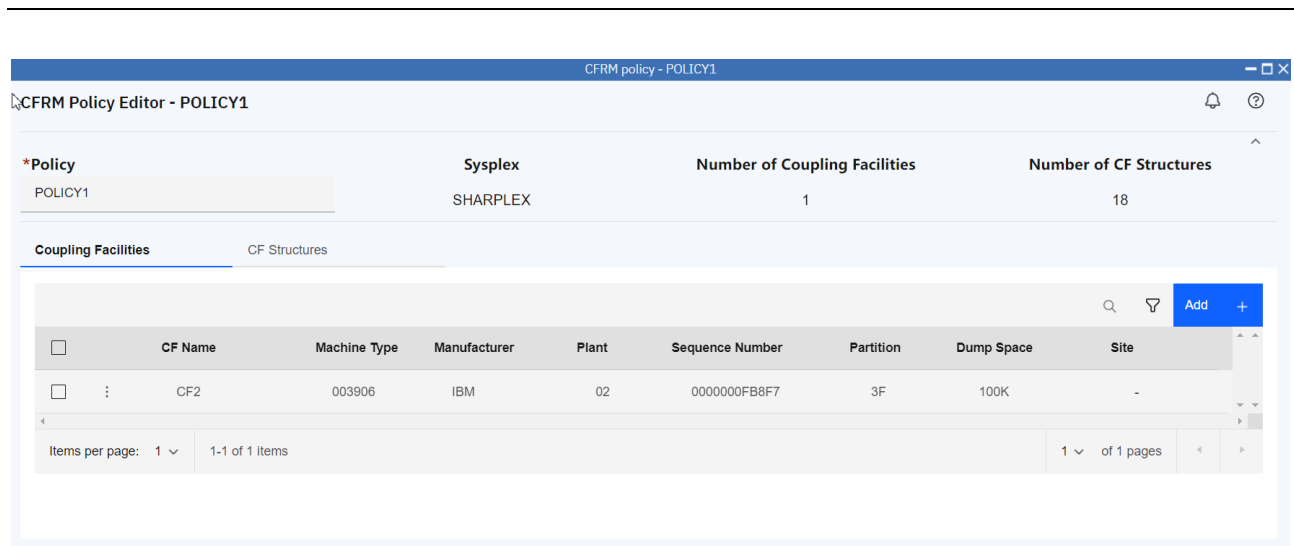 CFRM policy - POLICY1
CFRM Policy Editor - POLICY1
*Policy Sysplex Number of Coupling Facilities Number of CF Structures
POLICY1 SHARPLEX 1 18
Coupling Facilities CF Structures
Add +
CF Name Machine Type Manufacturer Plant Sequence Number Partition Dump Space Site
CF2 003906 IBM 02 0000000FB8F7 3F 100K -
Items per page: 1 1-1 of 1 items 1 of 1 pages